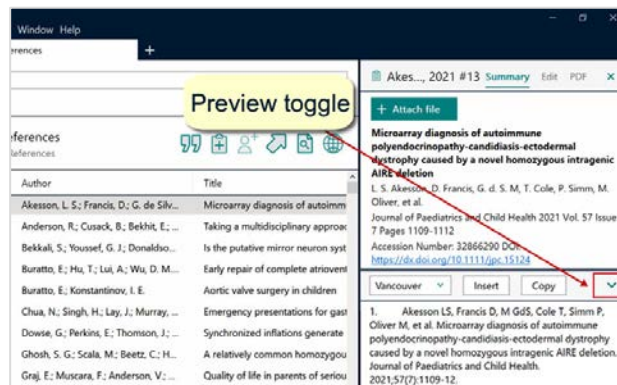 Window Help
erences
+
Preview toggle
ferences
References
Author Title
Akesson, L. S.; Francis, D.; G. de Silv... Microarray diagnosis of autoimm
Anderson, R.; Cusack, B.; Bekhit, E.; ... Taking a multidisciplinary approac
Bekkali, S.; Youssef, G. J.; Donaldso... Is the putative mirror neuron syst
Buratto, E.; Hu, T.; Lui, A.; Wu, D. M... Early repair of complete atriovent
Buratto, E.; Konstantinov, I. E. Aortic valve surgery in children
Chua, N.; Singh, H.; Lay, J.; Murray, ... Emergency presentations for gast
Dowse, G.; Perkins, E.; Thomson, J.; ... Synchronized inflations generate
Ghosh, S. G.; Scala, M.; Beetz, C.; H... A relatively common homozygou
Graj, E.; Muscara, F.; Anderson, V.; ... Quality of life in parents of seriou
Akes..., 2021 #13 Summary Edit PDF ×
+ Attach file
Microarray diagnosis of autoimmune
polyendocrinopathy-candidiasis-ectodermal
dystrophy caused by a novel homozygous intragenic
AIRE deletion
L. S. Akesson, D. Francis, G. d. S. M, T. Cole, P. Simm, M.
Oliver, et al.
Journal of Paediatrics and Child Health 2021 Vol. 57 Issue
7 Pages 1109-1112
Accession Number: 32866290 DOI:
https://dx.doi.org/10.1111/jpc.15124
Vancouver Insert Copy
1. Akesson LS, Francis D, M GdS, Cole T, Simm P,
Oliver M, et al. Microarray diagnosis of autoimmune
polyendocrinopathy-candidiasis-ectodermal dystrophy
caused by a novel homozygous intragenic AIRE deletion.
Journal of Paediatrics and Child Health.
2021;57(7):1109-12.